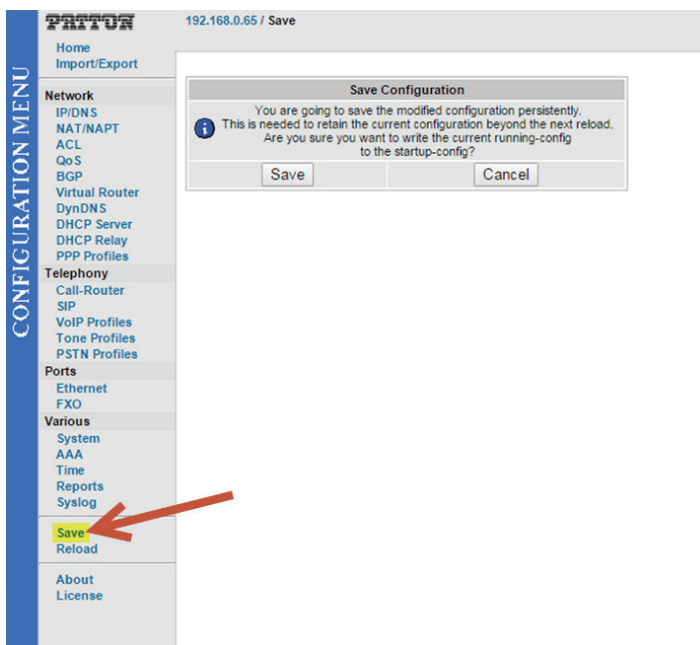 PATTON
192.168.0.65 / Save
CONFIGURATION MENU
Home
Import/Export
Network
IP/DNS
NAT/NAPT
ACL
QoS
BGP
Virtual Router
DynDNS
DHCP Server
DHCP Relay
PPP Profiles
Telephony
Call-Router
SIP
VoIP Profiles
Tone Profiles
PSTN Profiles
Ports
Ethernet
FXO
Various
System
AAA
Time
Reports
Syslog
Save
Reload
About
License
Save Configuration
You are going to save the modified configuration persistently.
This is needed to retain the current configuration beyond the next reload.
Are you sure you want to write the current running-config
to the startup-config?
Save
Cancel